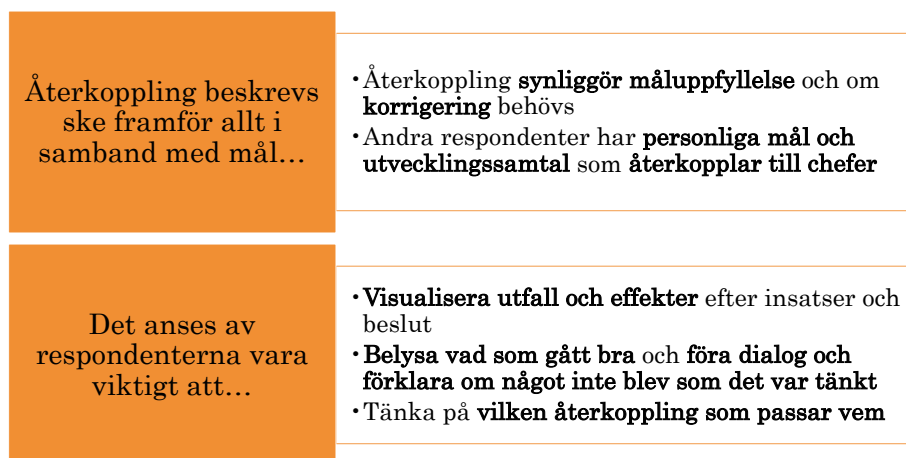 Återkoppling beskrevs
ske framför allt i
samband med mål…
•Återkoppling synliggör måluppfyllelse och om
korrigering behövs
•Andra respondenter har personliga mål och
utvecklingssamtal som återkopplar till chefer
Det anses av
respondenterna vara
viktigt att…
•Visualisera utfall och effekter efter insatser och
beslut
•Belysa vad som gått bra och föra dialog och
förklara om något inte blev som det var tänkt
•Tänka på vilken återkoppling som passar vem